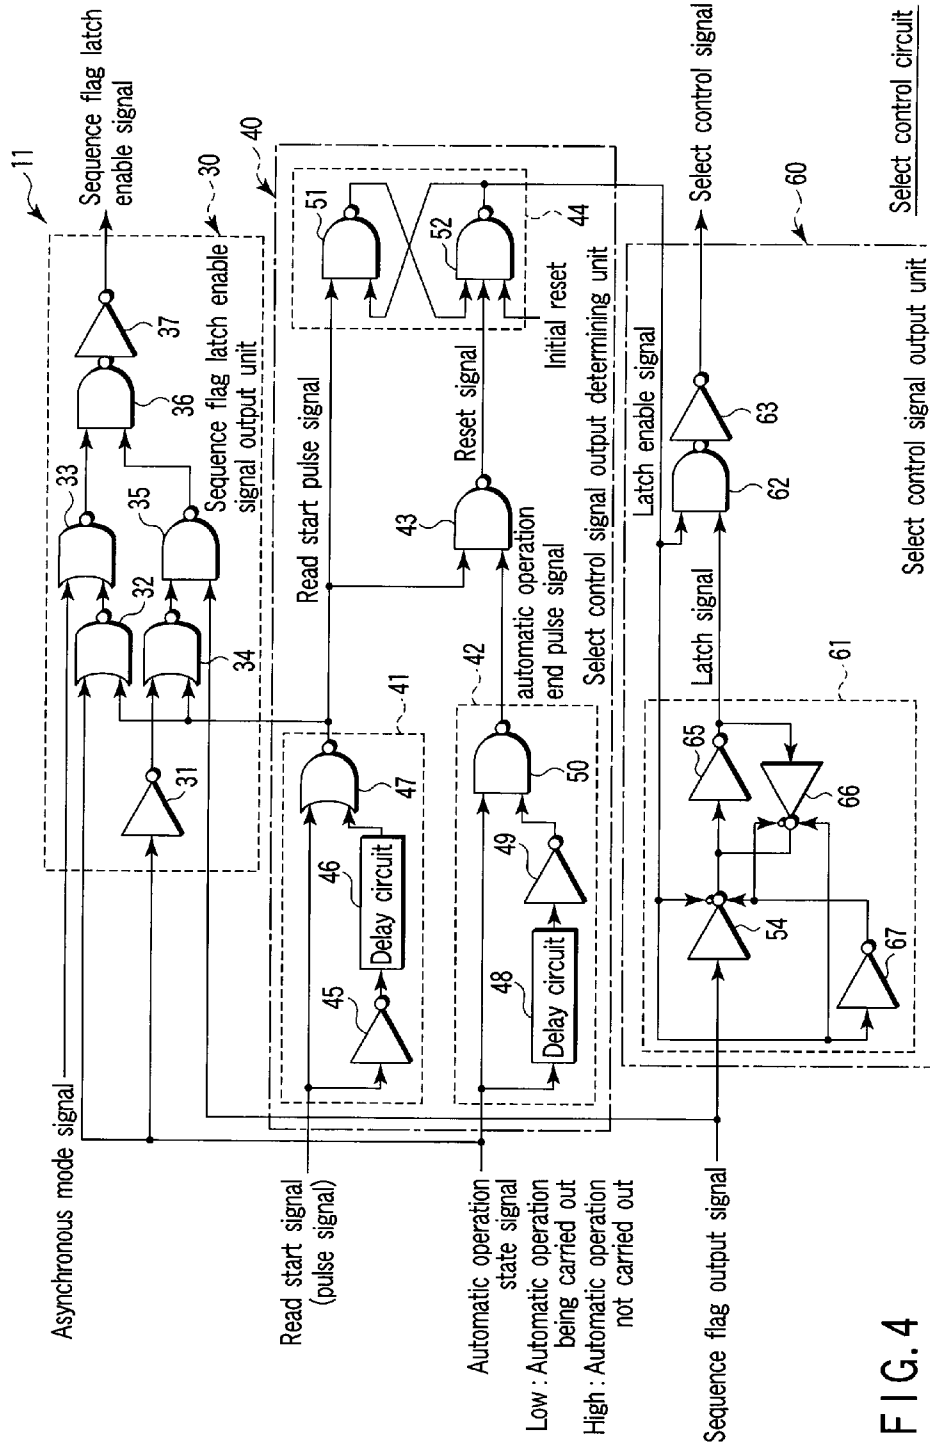 11
Sequence flag latch
enable signal
30
33
32
35
34
31
36
37
Sequence flag latch enable
signal output unit
Asynchronous mode signal
40
51
52
44
Read start pulse signal
Reset signal
Initial reset
43
41
47
46
Delay circuit
45
Read start signal
(pulse signal)
automatic operation
end pulse signal
Select control signal output determining unit
42
50
49
48
Delay circuit
Automatic operation
state signal
Low : Automatic operation
being carried out
High : Automatic operation
not carried out
Select control signal
60
Latch enable signal
63
62
Latch signal
61
65
66
54
67
Sequence flag output signal
Select control signal output unit
Select control circuit
FIG. 4